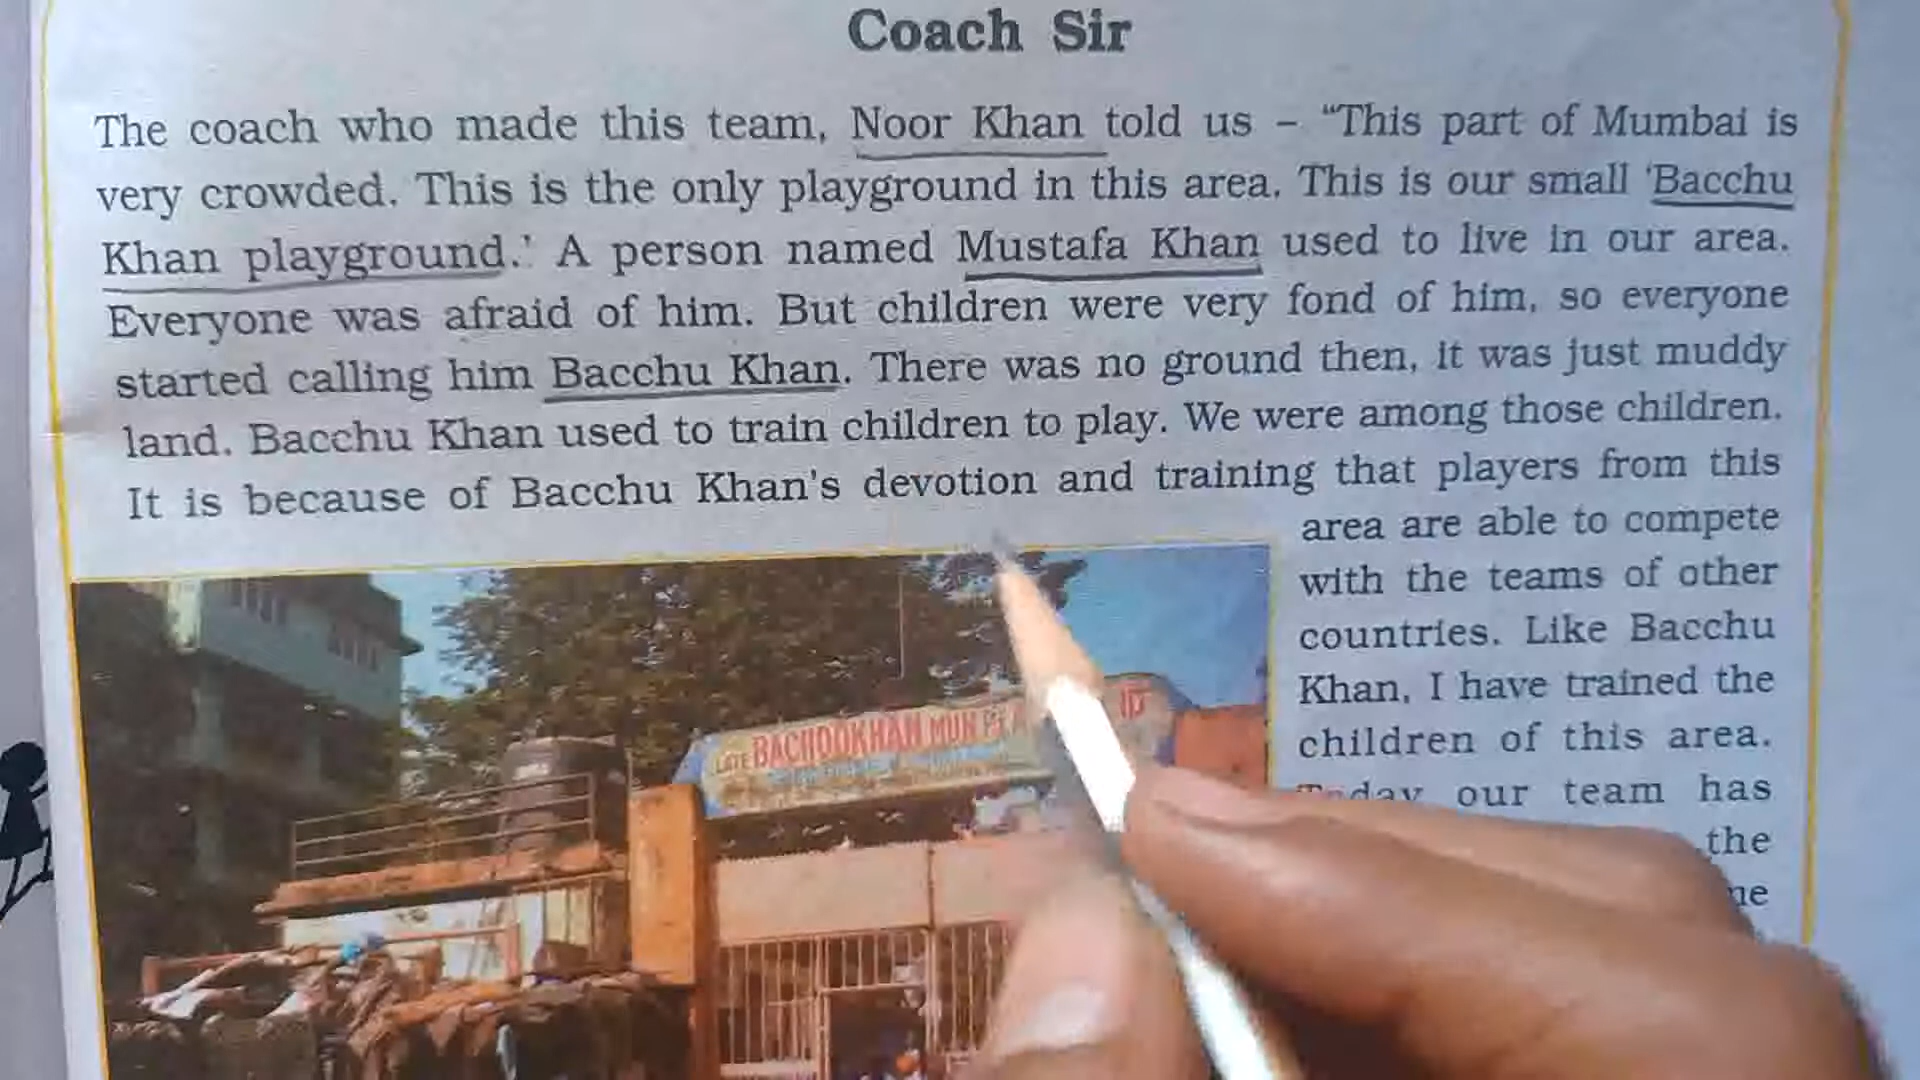 Coach Sir
The coach who made this team, Noor Khan told us – “This part of Mumbai is
very crowded. This is the only playground in this area. This is our small ‘Bacchu
Khan playground.’ A person named Mustafa Khan used to live in our area.
Everyone was afraid of him. But children were very fond of him, so everyone
started calling him Bacchu Khan. There was no ground then, it was just muddy
land. Bacchu Khan used to train children to play. We were among those children.
It is because of Bacchu Khan's devotion and training that players from this
area are able to compete
with the teams of other
countries. Like Bacchu
Khan, I have trained the
children of this area.
Today our team has
the
LATE BACHOOKHAN MUN